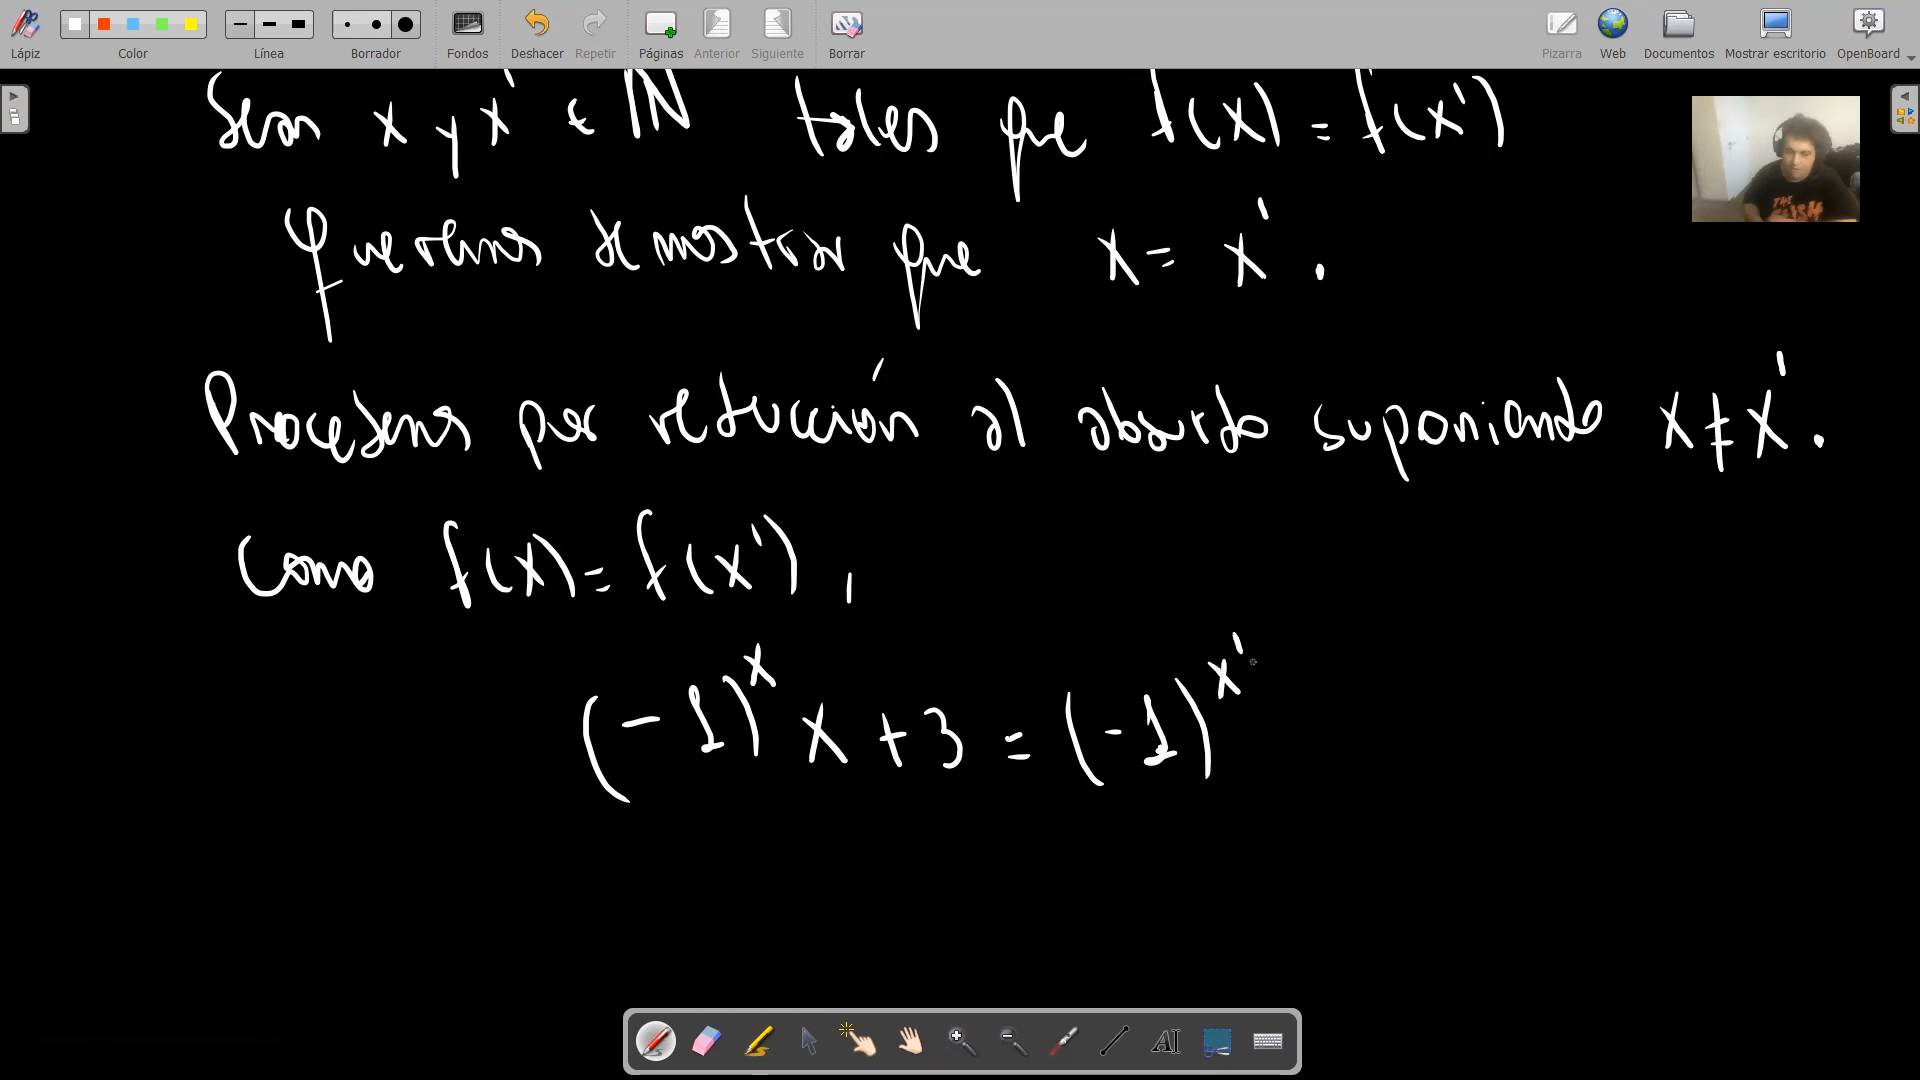 Lápiz Color Línea Borrador Fondos Deshacer Repetir Páginas Anterior Siguiente Borrar Pizarra Web Documentos Mostrar escritorio OpenBoard
Sean x y x' ∈ ℕ tales que f(x) = f(x')
Queremos demostrar que x = x' .
Procedemos por reducción al absurdo suponiendo x ≠ x' .
Como f(x) = f(x') ,
(-1)^x x + 3 = (-1)^x'